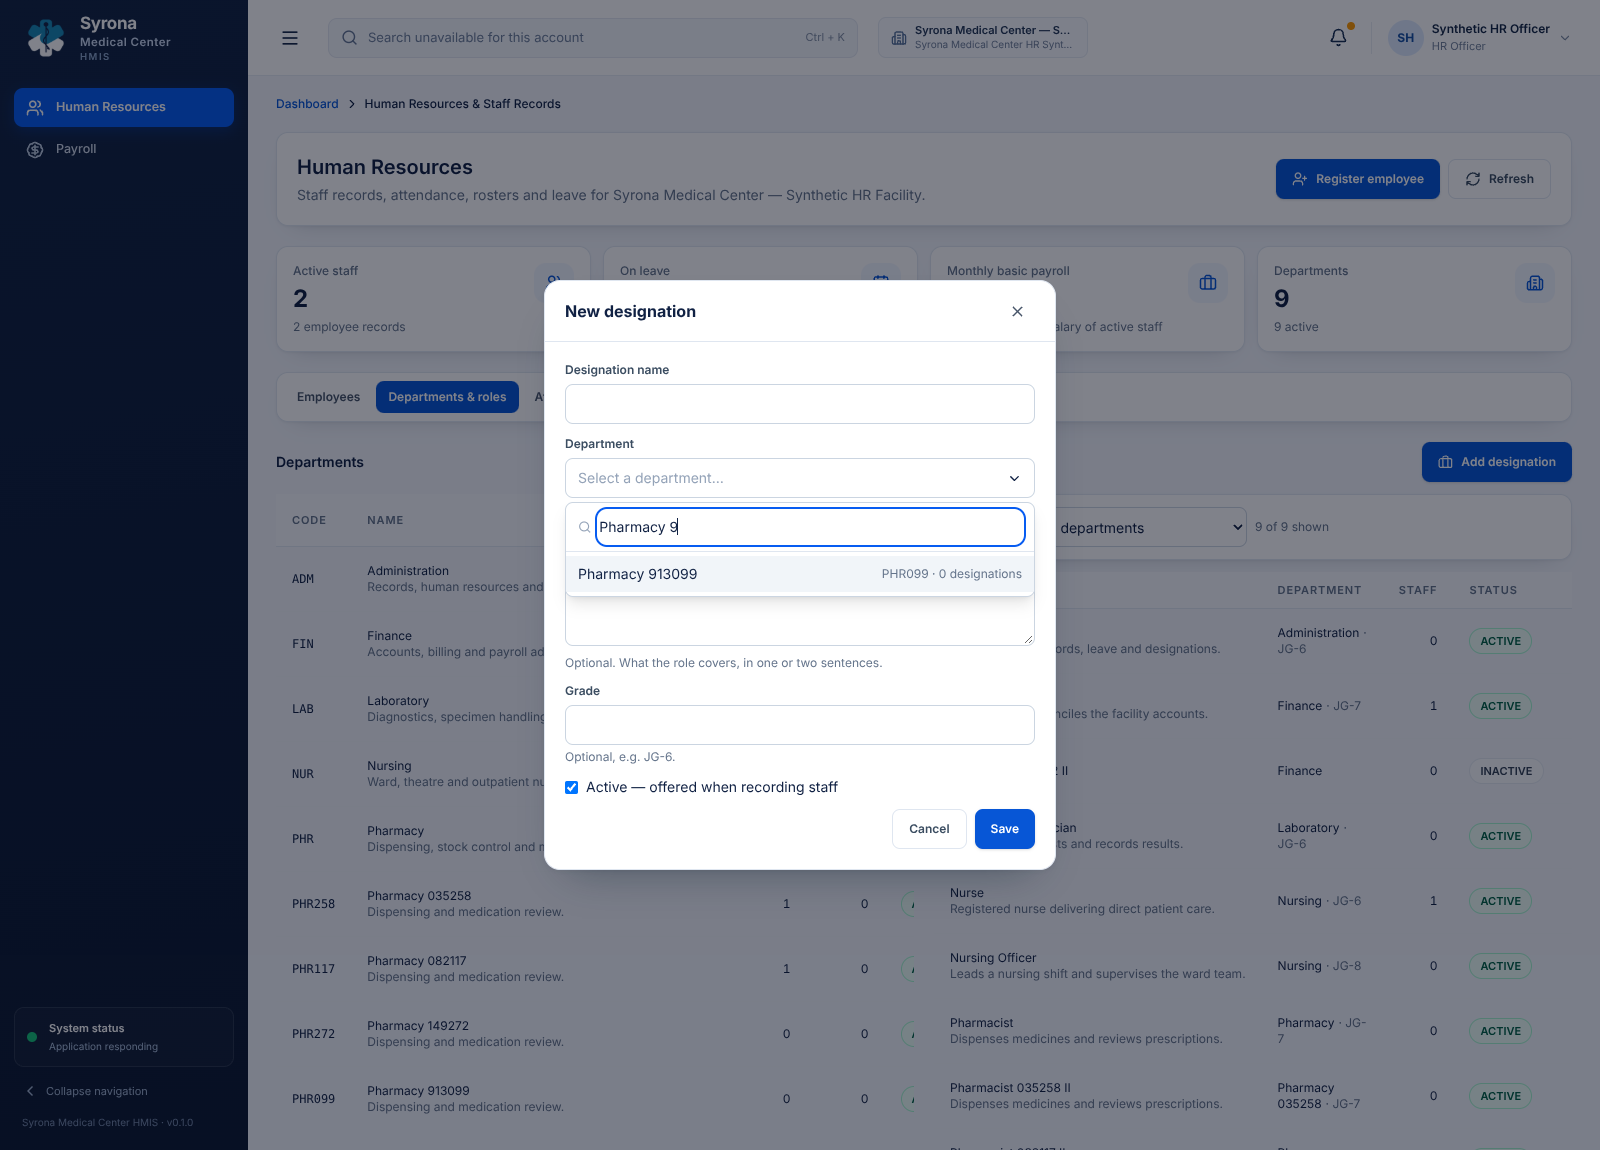 Syrona
Medical Center
HMIS
Human Resources
Payroll
System status
Application responding
Collapse navigation
Syrona Medical Center HMIS · v0.1.0
Search unavailable for this account
Ctrl + K
Syrona Medical Center — S...
Syrona Medical Center HR Synt...
SH
Synthetic HR Officer
HR Officer
Dashboard
Human Resources & Staff Records
Human Resources
Staff records, attendance, rosters and leave for Syrona Medical Center — Synthetic HR Facility.
Register employee
Refresh
Active staff
2
2 employee records
On leave
Monthly basic payroll
alary of active staff
Departments
9
9 active
Employees
Departments & roles
Departments
Add designation
departments
9 of 9 shown
CODE
NAME
ADM
Administration
Records, human resources and
FIN
Finance
Accounts, billing and payroll ad
LAB
Laboratory
Diagnostics, specimen handling
NUR
Nursing
Ward, theatre and outpatient nu
PHR
Pharmacy
Dispensing, stock control and m
PHR258
Pharmacy 035258
Dispensing and medication review.
1
0
PHR117
Pharmacy 082117
Dispensing and medication review.
1
0
PHR272
Pharmacy 149272
Dispensing and medication review.
0
0
PHR099
Pharmacy 913099
Dispensing and medication review.
0
0
DEPARTMENT
STAFF
STATUS
ords, leave and designations.
Administration ·
JG-6
0
ACTIVE
nciles the facility accounts.
Finance · JG-7
1
ACTIVE
II
Finance
0
INACTIVE
cian
ts and records results.
Laboratory ·
JG-6
0
ACTIVE
Nurse
Registered nurse delivering direct patient care.
Nursing · JG-6
1
ACTIVE
Nursing Officer
Leads a nursing shift and supervises the ward team.
Nursing · JG-8
0
ACTIVE
Pharmacist
Dispenses medicines and reviews prescriptions.
Pharmacy · JG-
7
0
ACTIVE
Pharmacist 035258 II
Dispenses medicines and reviews prescriptions.
Pharmacy
035258 · JG-7
0
ACTIVE
New designation
Designation name
Department
Select a department...
Pharmacy 9
Pharmacy 913099
PHR099 · 0 designations
Optional. What the role covers, in one or two sentences.
Grade
Optional, e.g. JG-6.
Active — offered when recording staff
Cancel
Save